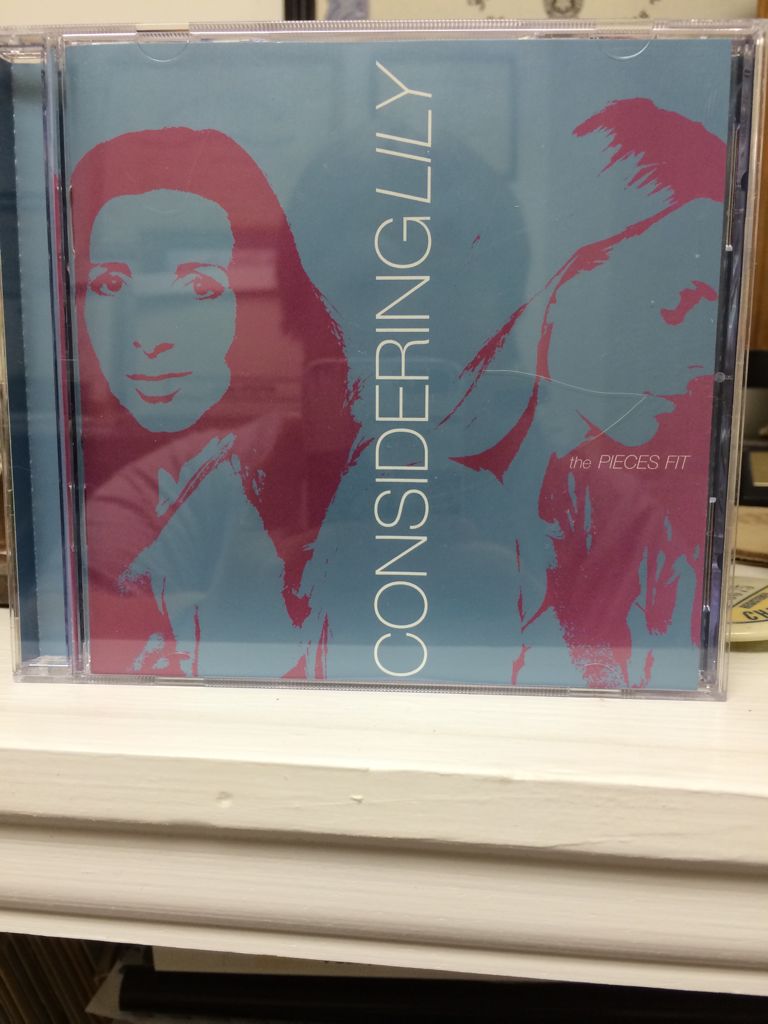 CONSIDERING LILY
the PIECES FIT